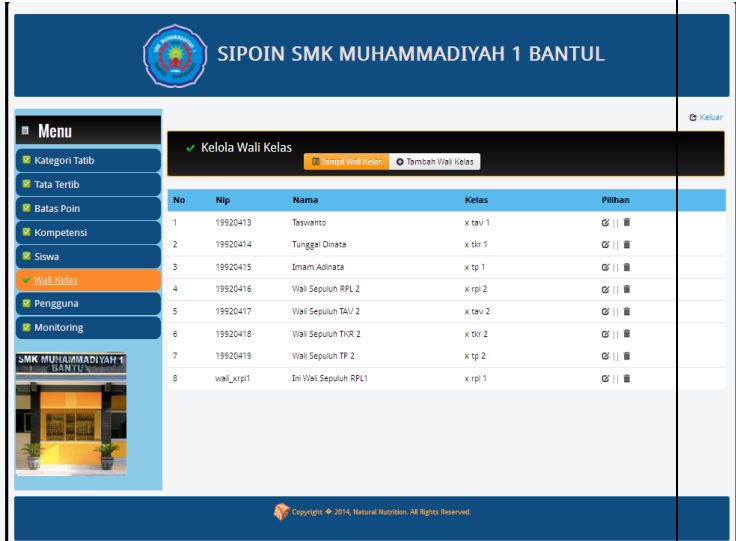 SIPOIN SMK MUHAMMADIYAH 1 BANTUL
Keluar
Menu
Kategori Tatib
Tata Tertib
Batas Poin
Kompetensi
Siswa
Wali Kelas
Pengguna
Monitoring
SMK MUHAMMADIYAH 1
BANTUL
Kelola Wali Kelas
Tampil Wali Kelas Tambah Wali Kelas
No Nip Nama Kelas Pilihan
1 19920413 Taswanto x tav 1 ||
2 19920414 Tunggal Dinata x tkr 1 ||
3 19920415 Imam Adinata x tp 1 ||
4 19920416 Wali Sepuluh RPL 2 x rpl 2 ||
5 19920417 Wali Sepuluh TAV 2 x tav 2 ||
6 19920418 Wali Sepuluh TKR 2 x tkr 2 ||
7 19920419 Wali Sepuluh TP 2 x tp 2 ||
8 wali_xrpl1 Ini Wali Sepuluh RPL1 x rpl 1 ||
Copyright � 2014, Natural Nutrition. All Rights Reserved.